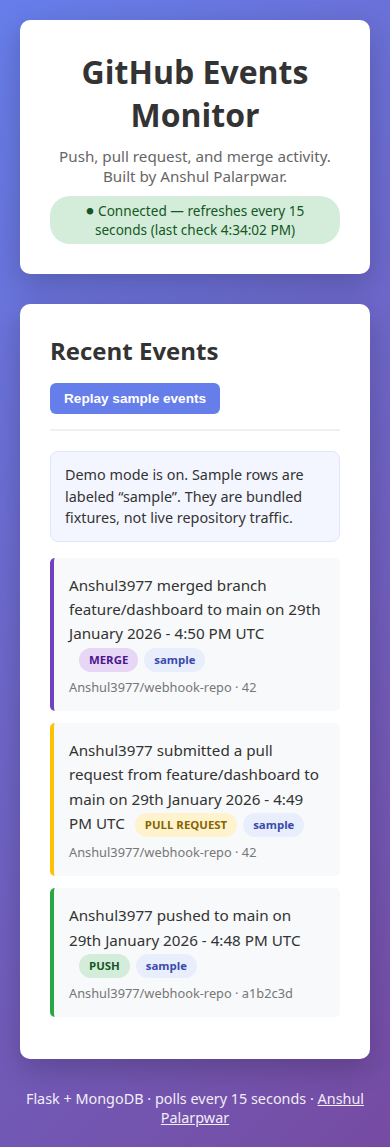 GitHub Events
Monitor
Push, pull request, and merge activity.
Built by Anshul Palarpwar.
● Connected — refreshes every 15
seconds (last check 4:34:02 PM)
Recent Events
Replay sample events
Demo mode is on. Sample rows are
labeled “sample”. They are bundled
fixtures, not live repository traffic.
Anshul3977 merged branch
feature/dashboard to main on 29th
January 2026 - 4:50 PM UTC
MERGE sample
Anshul3977/webhook-repo · 42
Anshul3977 submitted a pull
request from feature/dashboard to
main on 29th January 2026 - 4:49
PM UTC PULL REQUEST sample
Anshul3977/webhook-repo · 42
Anshul3977 pushed to main on
29th January 2026 - 4:48 PM UTC
PUSH sample
Anshul3977/webhook-repo · a1b2c3d
Flask + MongoDB · polls every 15 seconds · Anshul
Palarpwar